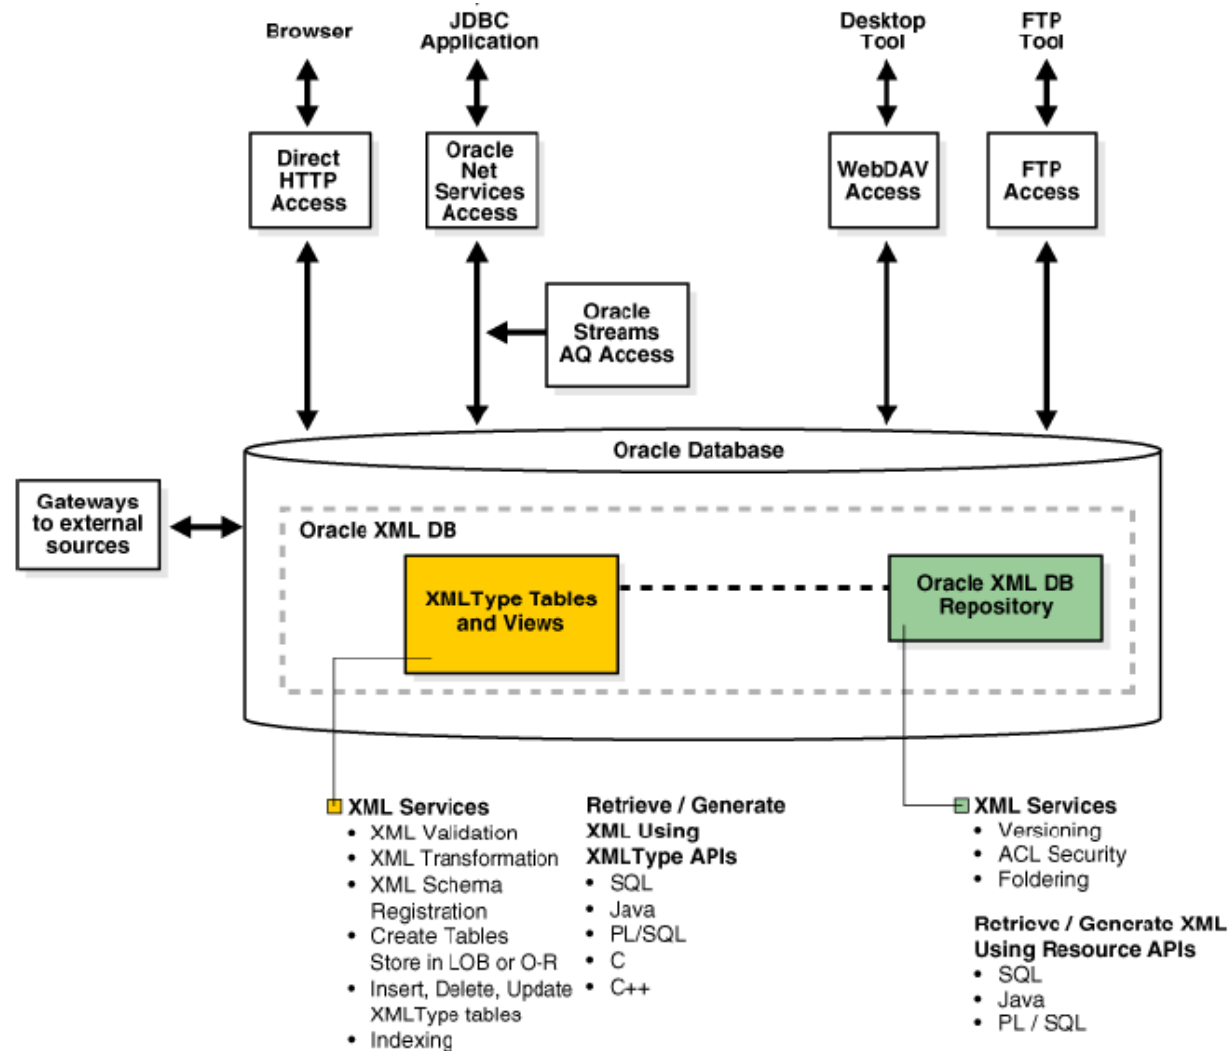 Browser
JDBC
Application
Desktop
Tool
FTP
Tool
Direct
HTTP
Access
Oracle
Net
Services
Access
WebDAV
Access
FTP
Access
Oracle
Streams
AQ Access
Oracle Database
Gateways
to external
sources
Oracle XML DB
XMLType Tables
and Views
Oracle XML DB
Repository
XML Services
• XML Validation
• XML Transformation
• XML Schema
Registration
• Create Tables
Store in LOB or O-R
• Insert, Delete, Update
XMLType tables
• Indexing
Retrieve / Generate
XML Using
XMLType APIs
• SQL
• Java
• PL/SQL
• C
• C++
XML Services
• Versioning
• ACL Security
• Foldering
Retrieve / Generate XML
Using Resource APIs
• SQL
• Java
• PL / SQL